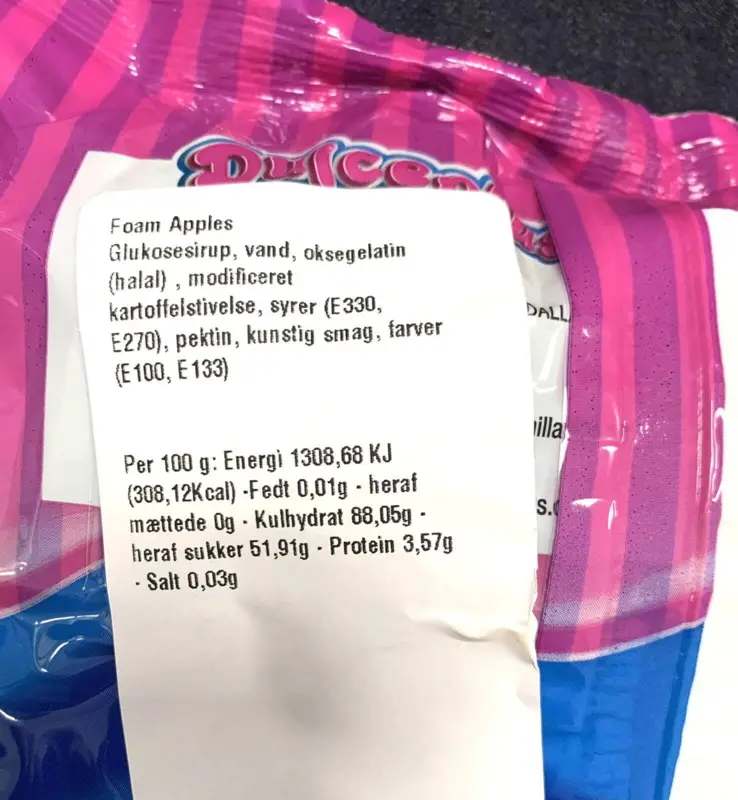 Foam Apples
Glukosesirup, vand, oksegelatin
(halal) , modificeret
kartoffelstivelse, syrer (E330,
E270), pektin, kunstig smag, farver
(E100, E133)
Per 100 g: Energi 1308,68 KJ
(308,12Kcal) -Fedt 0,01g - heraf
mættede 0g - Kulhydrat 88,05g -
heraf sukker 51,91g - Protein 3,57g
- Salt 0,03g